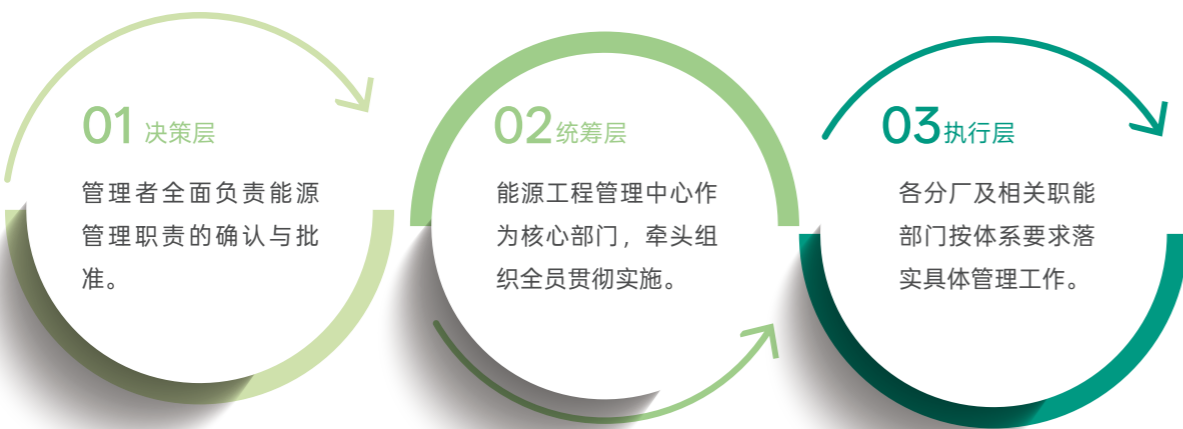 01 决策层
管理者全面负责能源
管理职责的确认与批
准。
02 统筹层
能源工程管理中心作
为核心部门，牵头组
织全员贯彻实施。
03 执行层
各分厂及相关职能
部门按体系要求落
实具体管理工作。